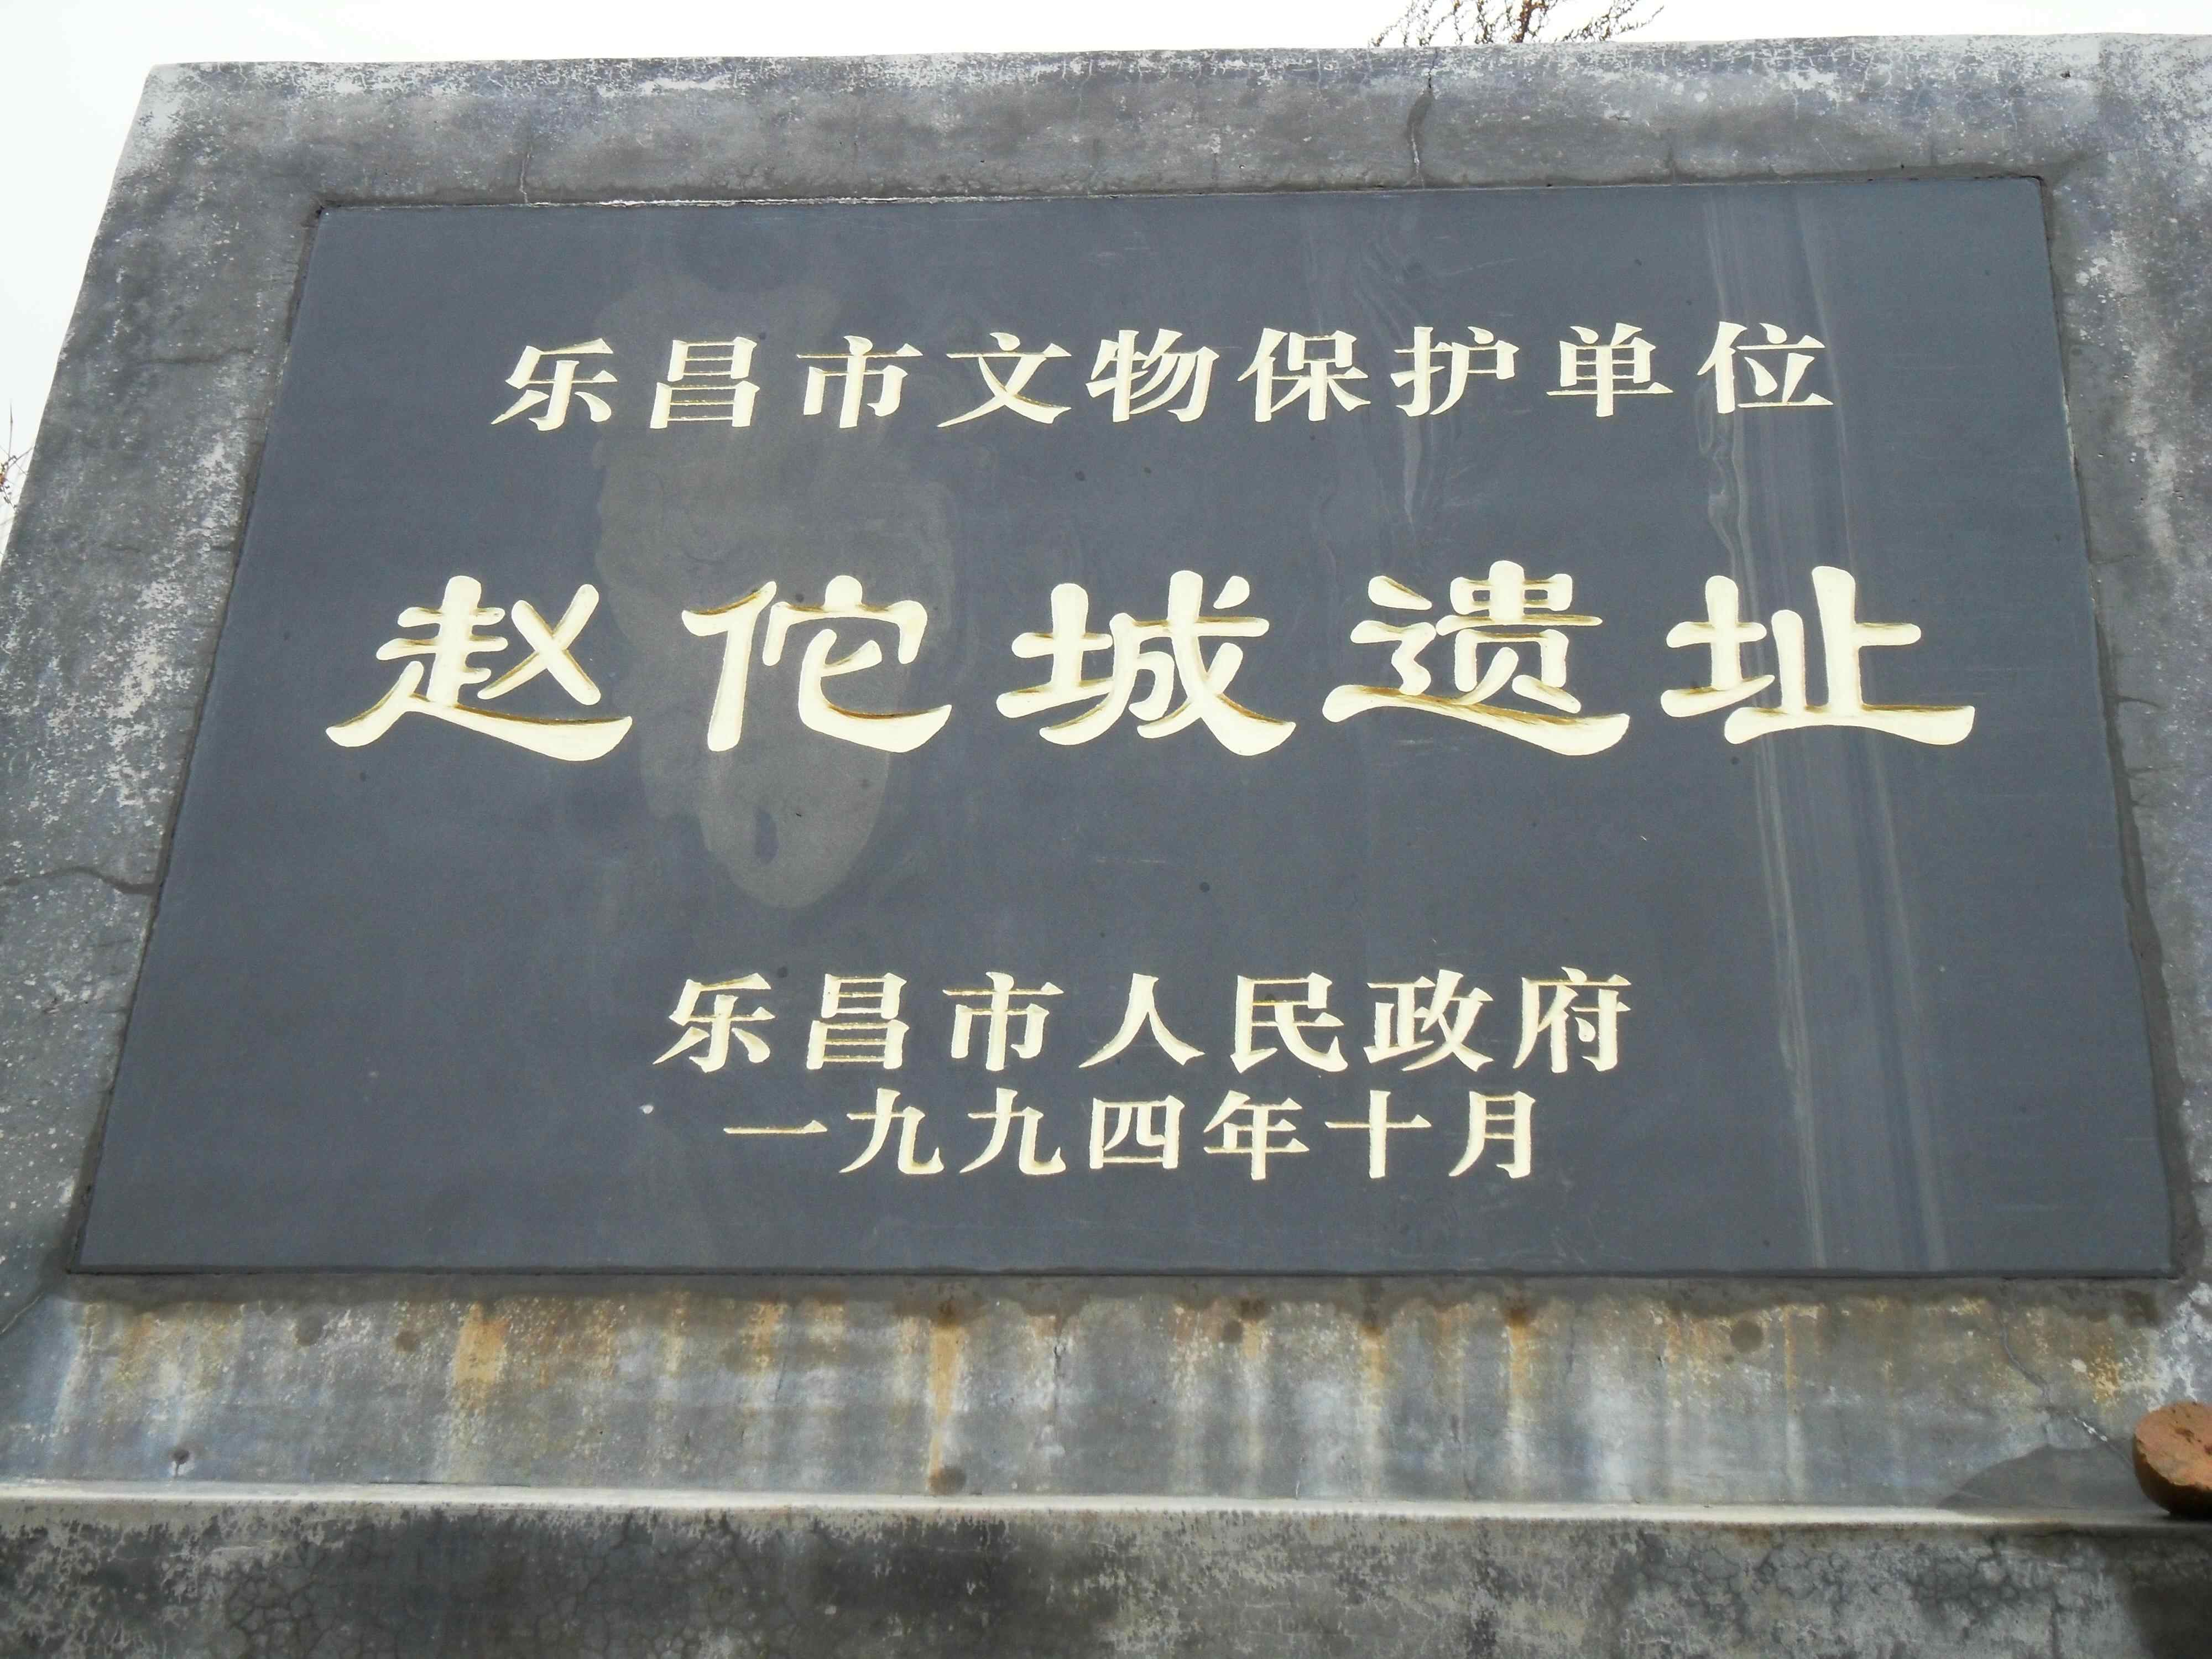 乐昌市文物保护单位
赵佗城遗址
乐昌市人民政府
一九九四年十月